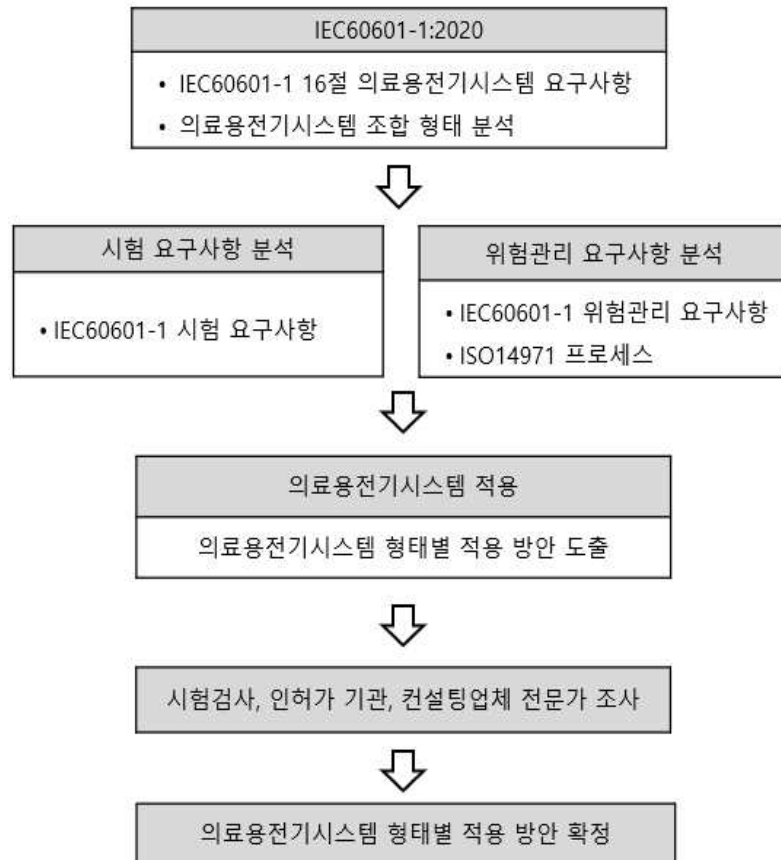 IEC60601-1:2020
• IEC60601-1 16절 의료용전기시스템 요구사항
• 의료용전기시스템 조합 형태 분석
시험 요구사항 분석
• IEC60601-1 시험 요구사항
위험관리 요구사항 분석
• IEC60601-1 위험관리 요구사항
• ISO14971 프로세스
의료용전기시스템 적용
의료용전기시스템 형태별 적용 방안 도출
시험검사, 인허가 기관, 컨설팅업체 전문가 조사
의료용전기시스템 형태별 적용 방안 확정